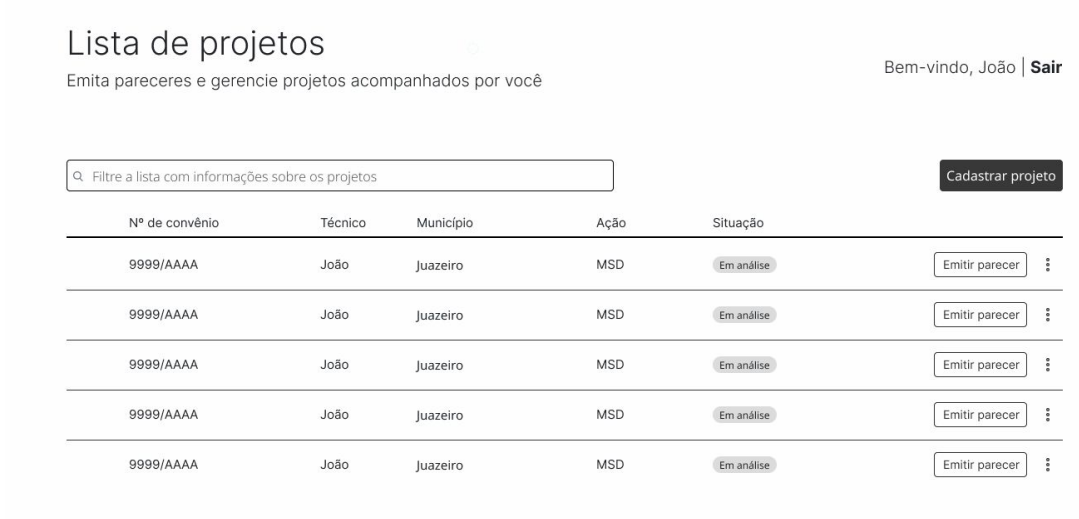 Lista de projetos
Emita pareceres e gerencie projetos acompanhados por você
Bem-vindo, João | Sair
Filtre a lista com informações sobre os projetos
Cadastrar projeto
Nº de convênio Técnico Município Ação Situação
9999/AAAA João Juazeiro MSD Em análise Emitir parecer
9999/AAAA João Juazeiro MSD Em análise Emitir parecer
9999/AAAA João Juazeiro MSD Em análise Emitir parecer
9999/AAAA João Juazeiro MSD Em análise Emitir parecer
9999/AAAA João Juazeiro MSD Em análise Emitir parecer